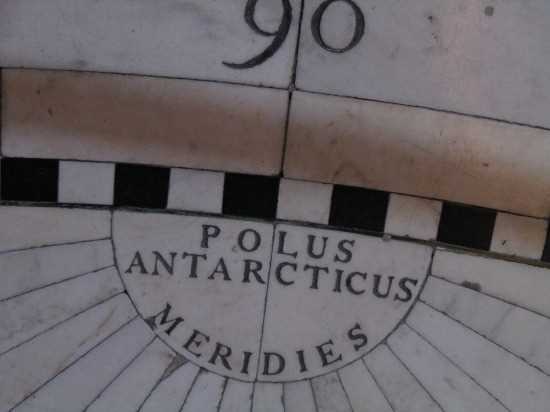 90
POLUS
ANTARCTICUS
MERIDIES